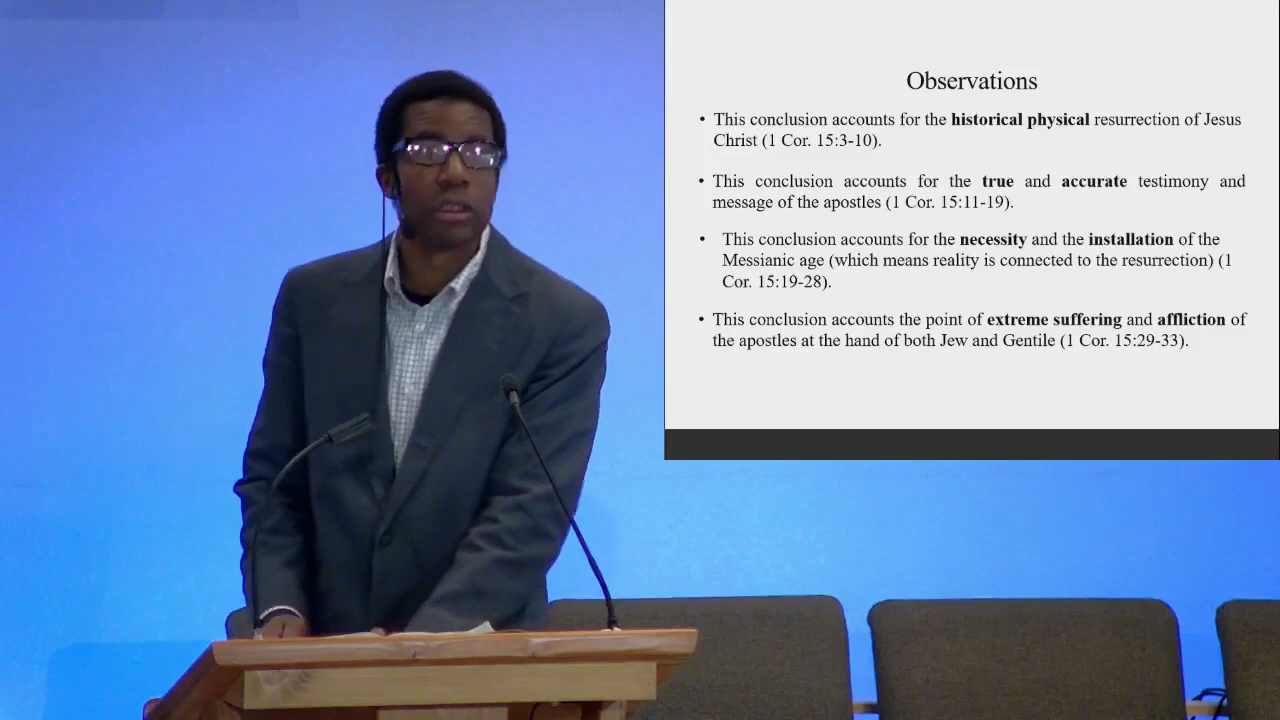 Observations
• This conclusion accounts for the historical physical resurrection of Jesus
Christ (1 Cor. 15:3-10).
• This conclusion accounts for the true and accurate testimony and
message of the apostles (1 Cor. 15:11-19).
• This conclusion accounts for the necessity and the installation of the
Messianic age (which means reality is connected to the resurrection) (1
Cor. 15:19-28).
• This conclusion accounts the point of extreme suffering and affliction of
the apostles at the hand of both Jew and Gentile (1 Cor. 15:29-33).